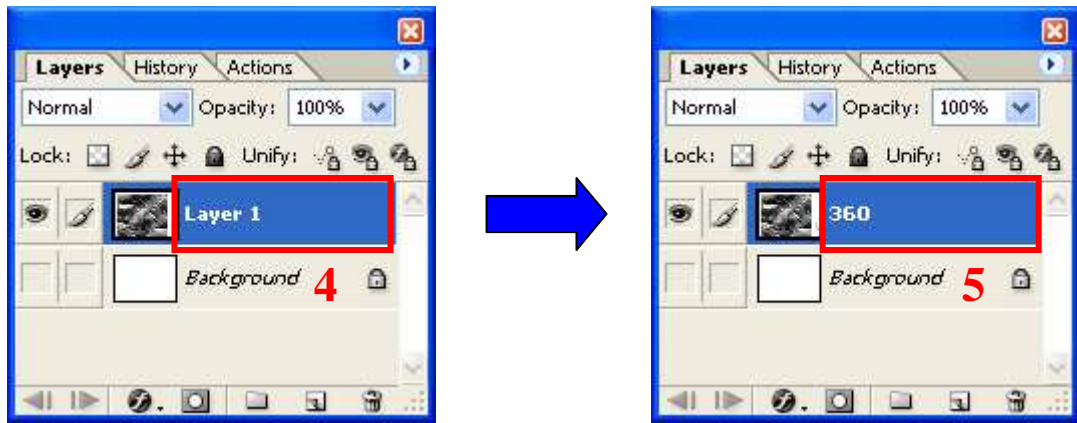 Layers History Actions
Normal Opacity: 100%
Lock: Unify:
Layer 1
Background 4
Layers History Actions
Normal Opacity: 100%
Lock: Unify:
360
Background 5